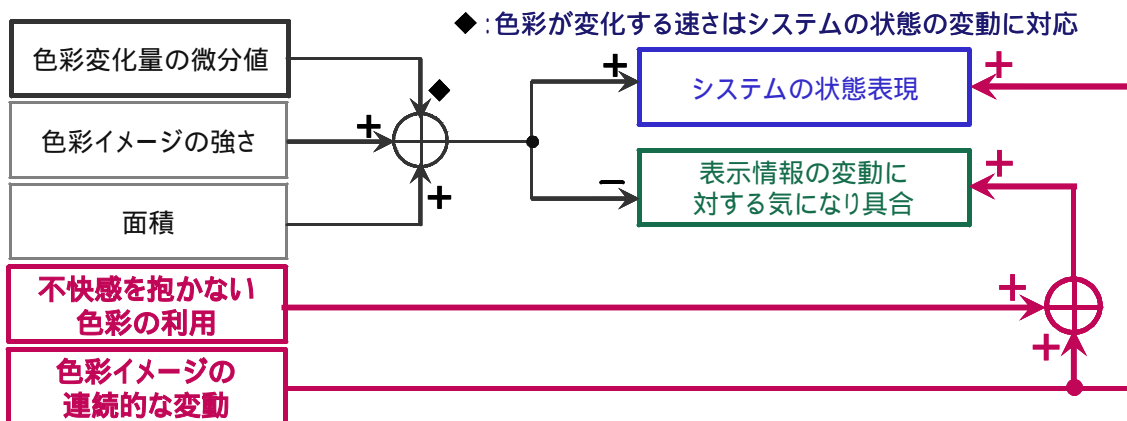 ◆:色彩が変化する速さはシステムの状態の変動に対応
色彩変化量の微分値
◆
+
システムの状態表現
+
色彩イメージの強さ
+
面積
+
−
表示情報の変動に
対する気になり具合
+
不快感を抱かない
色彩の利用
+
色彩イメージの
連続的な変動
+